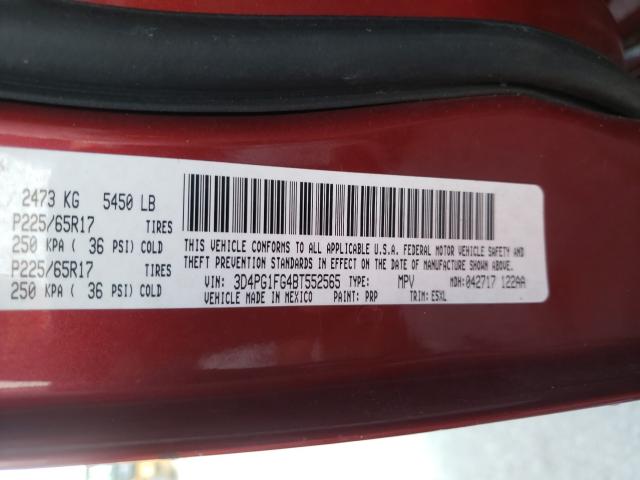 2473 KG 5450 LB
P225/65R17 TIRES
250 KPA ( 36 PSI) COLD
P225/65R17 TIRES
250 KPA ( 36 PSI) COLD
THIS VEHICLE CONFORMS TO ALL APPLICABLE U.S.A. FEDERAL MOTOR VEHICLE SAFETY AND
THEFT PREVENTION STANDARDS IN EFFECT ON THE DATE OF MANUFACTURE SHOWN ABOVE.
VIN: 3D4PG1FG4BT552565 TYPE: MPV MDH:042717 122AA
VEHICLE MADE IN MEXICO PAINT: PRP TRIM: E5XL